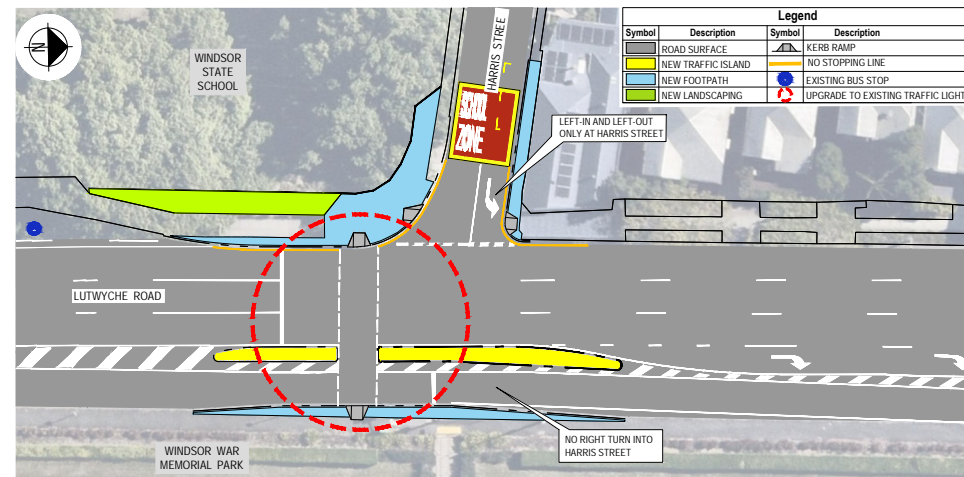 N
WINDSOR
STATE
SCHOOL
HARRIS STREE
SCHOOL
ZONE
LEFT-IN AND LEFT-OUT
ONLY AT HARRIS STREET
Legend
Symbol Description Symbol Description
ROAD SURFACE KERB RAMP
NEW TRAFFIC ISLAND NO STOPPING LINE
NEW FOOTPATH EXISTING BUS STOP
NEW LANDSCAPING UPGRADE TO EXISTING TRAFFIC LIGHT
LUTWYCHE ROAD
NO RIGHT TURN INTO
HARRIS STREET
WINDSOR WAR
MEMORIAL PARK